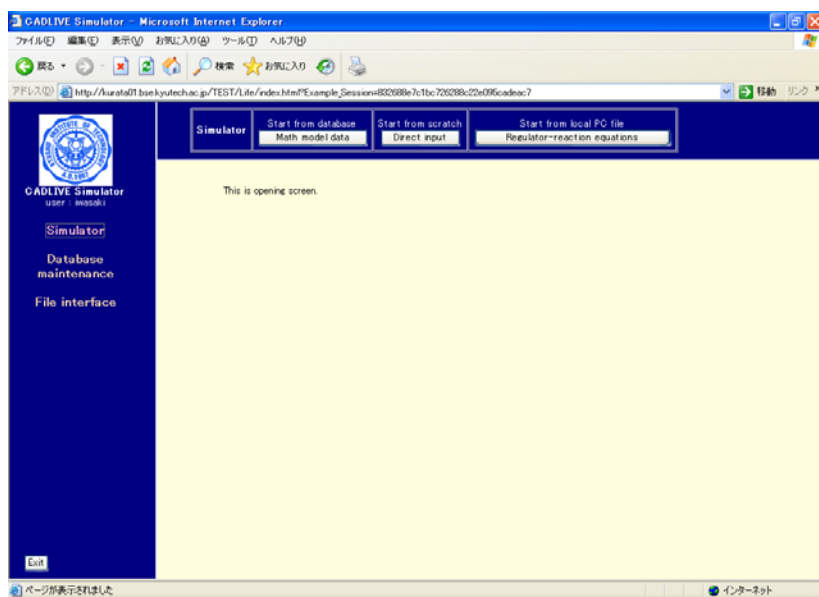 CADLIVE Simulator - Microsoft Internet Explorer
ファイル(F) 編集(E) 表示(V) お気に入り(A) ツール(T) ヘルプ(H)
戻る 検索 お気に入り
アドレス(D) http://kurata01.bse.kyutech.ac.jp/TEST/Life/index.html?Example_Session=832688e7c1bc726288c22e095cadeac7 移動 リンク »
Simulator
Start from database
Math model data
Start from scratch
Direct input
Start from local PC file
Regulator-reaction equations
CADLIVE Simulator
user : iwasaki
Simulator
Database
maintenance
File interface
This is opening screen.
Exit
ページが表示されました インターネット